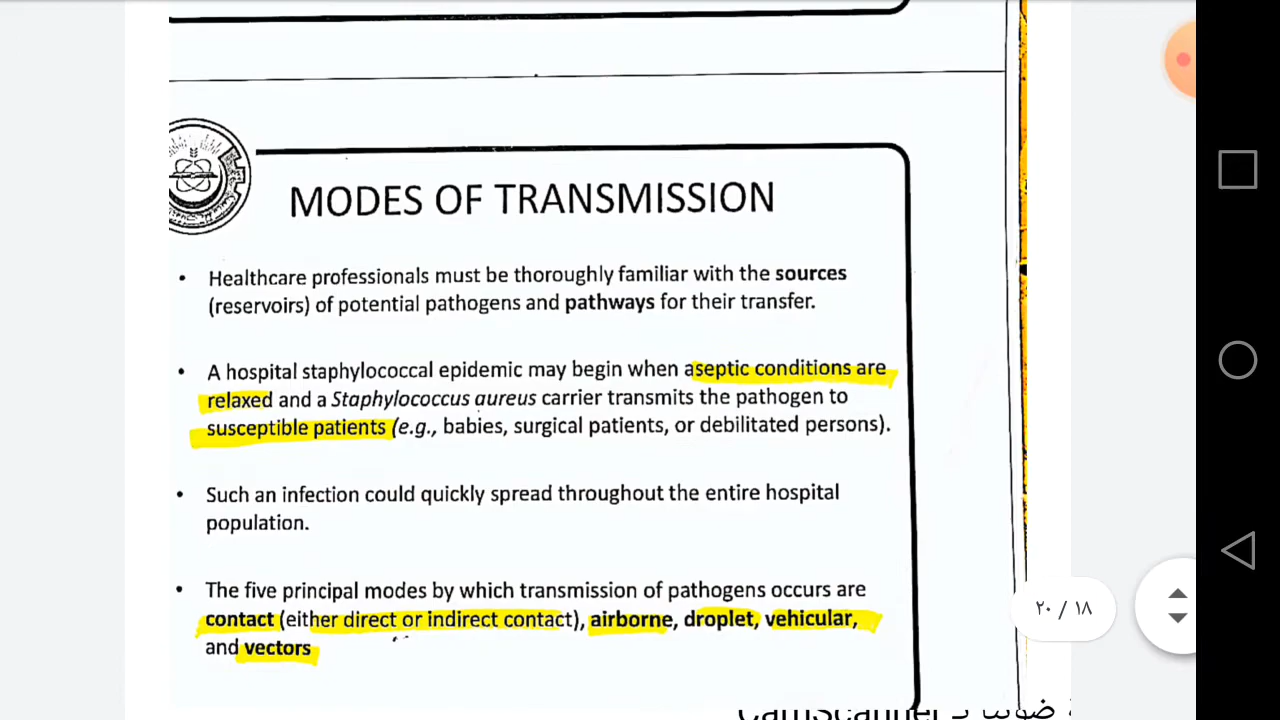 MODES OF TRANSMISSION
• Healthcare professionals must be thoroughly familiar with the sources
(reservoirs) of potential pathogens and pathways for their transfer.
• A hospital staphylococcal epidemic may begin when aseptic conditions are
relaxed and a Staphylococcus aureus carrier transmits the pathogen to
susceptible patients (e.g., babies, surgical patients, or debilitated persons).
• Such an infection could quickly spread throughout the entire hospital
population.
• The five principal modes by which transmission of pathogens occurs are
contact (either direct or indirect contact), airborne, droplet, vehicular,
and vectors
٢٠ / ١٨
ضوئيا بـ CamScanner